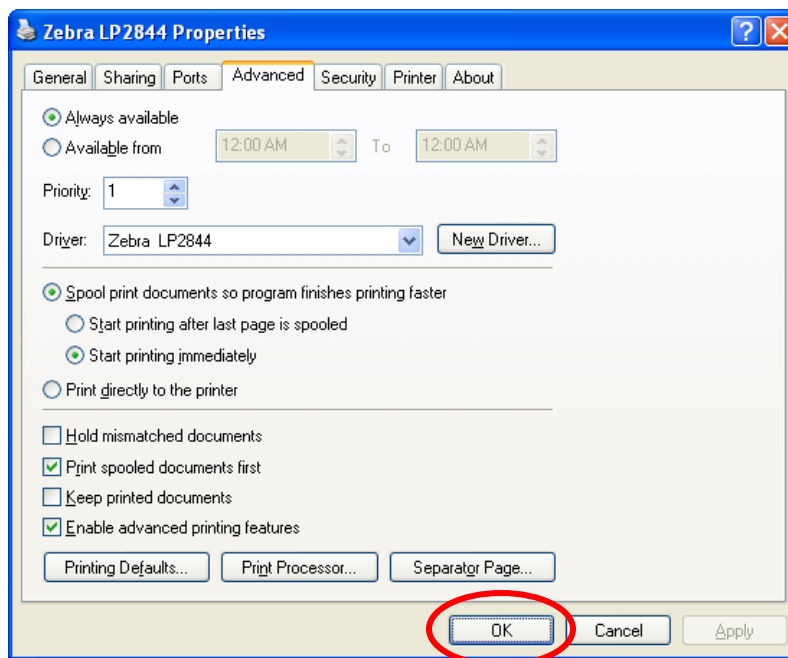 Zebra LP2844 Properties
General Sharing Ports Advanced Security Printer About
Always available
Available from 12:00 AM To 12:00 AM
Priority: 1
Driver: Zebra LP2844 New Driver...
Spool print documents so program finishes printing faster
Start printing after last page is spooled
Start printing immediately
Print directly to the printer
Hold mismatched documents
Print spooled documents first
Keep printed documents
Enable advanced printing features
Printing Defaults... Print Processor... Separator Page...
OK Cancel Apply